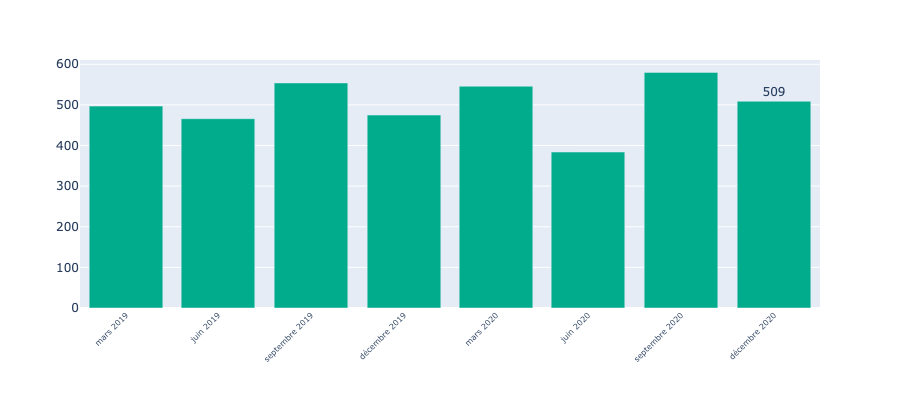 600
500
400
300
200
100
0
509
mars 2019
juin 2019
septembre 2019
décembre 2019
mars 2020
juin 2020
septembre 2020
décembre 2020